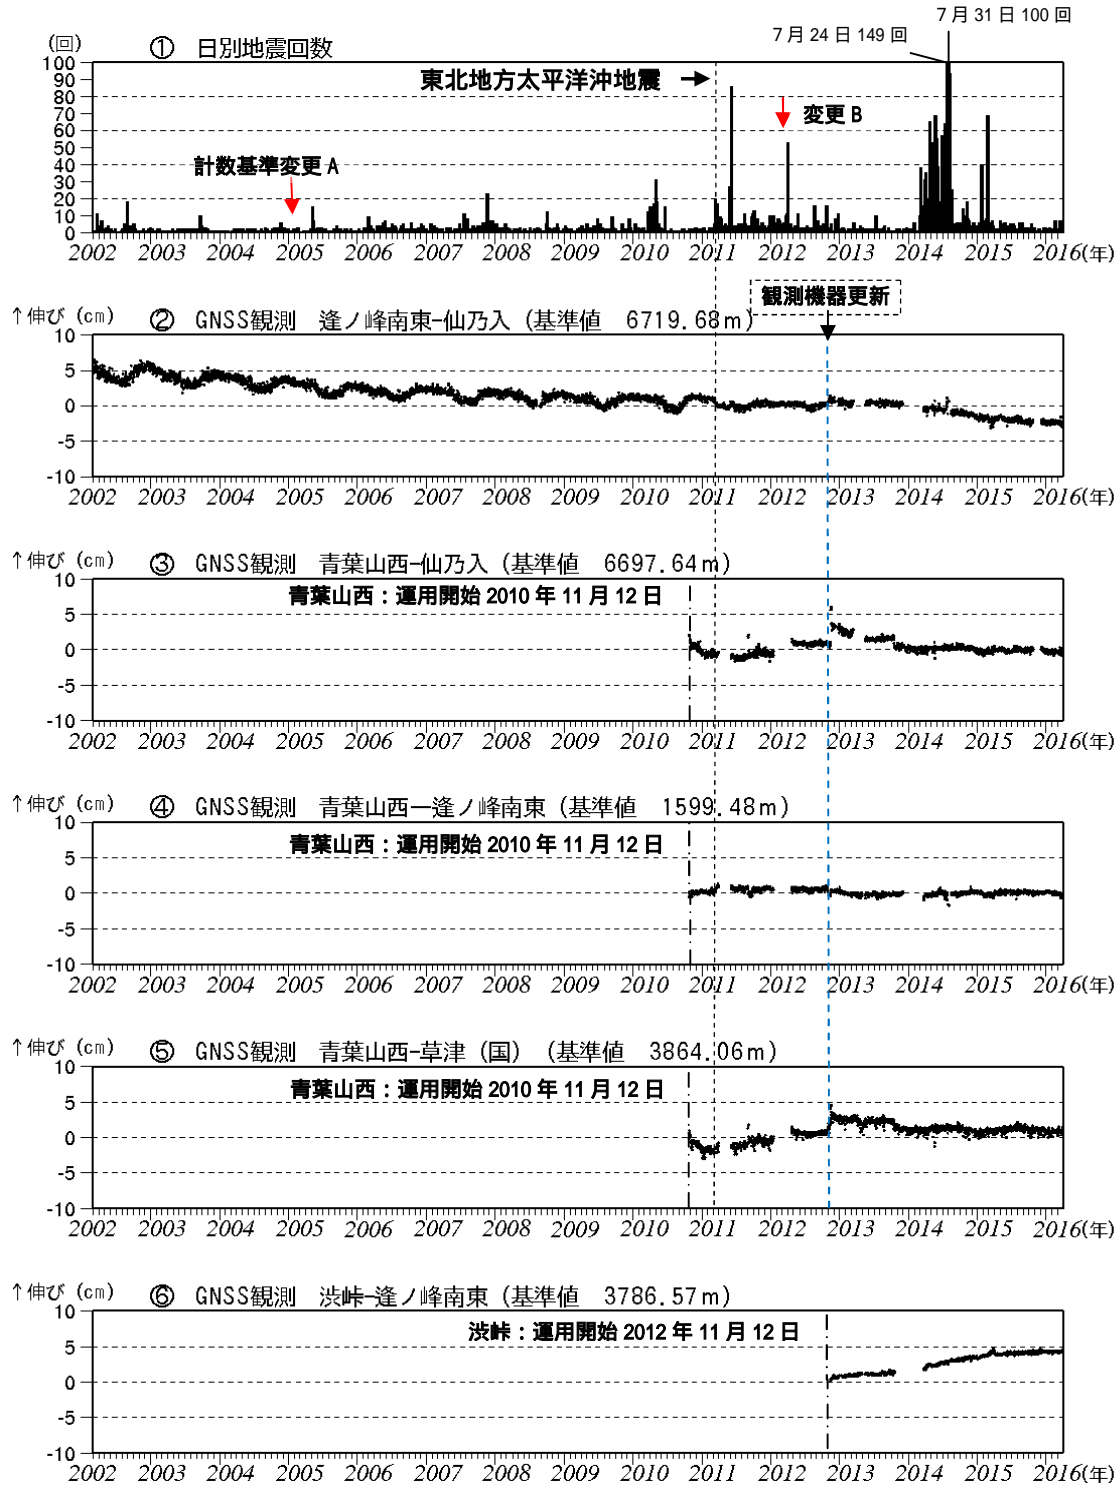 7月31日100回
7月24日149回
(回)
① 日別地震回数
100
90
80
70
60
50
40
30
20
10
0
東北地方太平洋沖地震 →
変更B
計数基準変更A
2002 2003 2004 2005 2006 2007 2008 2009 2010 2011 2012 2013 2014 2015 2016(年)
観測機器更新
↑伸び(cm) ② GNSS観測 逢ノ峰南東-仙乃入(基準値 6719.68m)
10
5
0
-5
-10
2002 2003 2004 2005 2006 2007 2008 2009 2010 2011 2012 2013 2014 2015 2016(年)
↑伸び(cm) ③ GNSS観測 青葉山西-仙乃入(基準値 6697.64m)
青葉山西:運用開始2010年11月12日
10
5
0
-5
-10
2002 2003 2004 2005 2006 2007 2008 2009 2010 2011 2012 2013 2014 2015 2016(年)
↑伸び(cm) ④ GNSS観測 青葉山西―逢ノ峰南東(基準値 1599.48m)
青葉山西:運用開始2010年11月12日
10
5
0
-5
-10
2002 2003 2004 2005 2006 2007 2008 2009 2010 2011 2012 2013 2014 2015 2016(年)
↑伸び(cm) ⑤ GNSS観測 青葉山西-草津(国)(基準値 3864.06m)
青葉山西:運用開始2010年11月12日
10
5
0
-5
-10
2002 2003 2004 2005 2006 2007 2008 2009 2010 2011 2012 2013 2014 2015 2016(年)
↑伸び(cm) ⑥ GNSS観測 渋峠-逢ノ峰南東(基準値 3786.57m)
渋峠:運用開始2012年11月12日
10
5
0
-5
-10
2002 2003 2004 2005 2006 2007 2008 2009 2010 2011 2012 2013 2014 2015 2016(年)